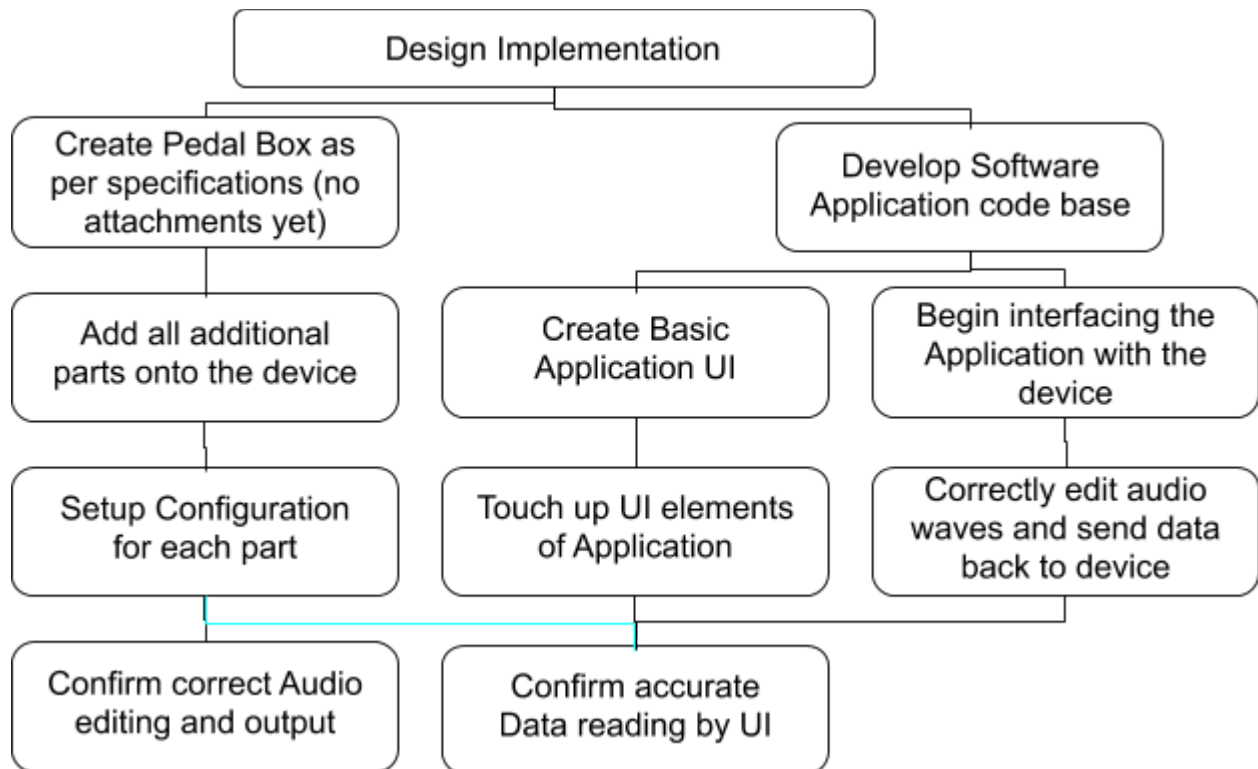 Design Implementation
Create Pedal Box as
per specifications (no
attachments yet)
Develop Software
Application code base
Add all additional
parts onto the device
Create Basic
Application UI
Begin interfacing the
Application with the
device
Setup Configuration
for each part
Touch up UI elements
of Application
Correctly edit audio
waves and send data
back to device
Confirm correct Audio
editing and output
Confirm accurate
Data reading by UI